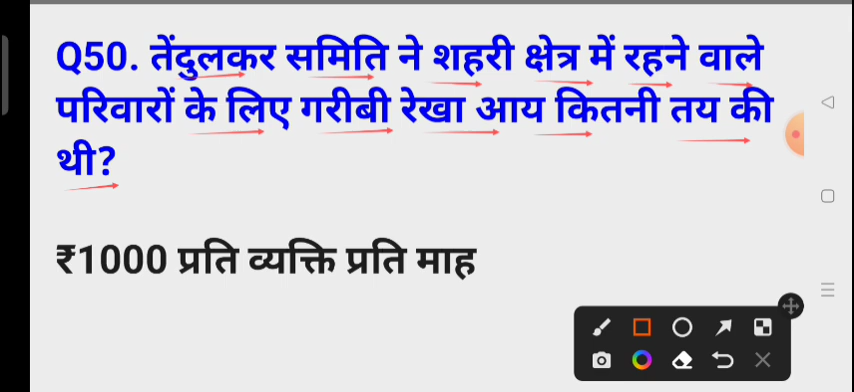 Q50. तेंदुलकर समिति ने शहरी क्षेत्र में रहने वाले
परिवारों के लिए गरीबी रेखा आय कितनी तय की
थी?
₹1000 प्रति व्यक्ति प्रति माह